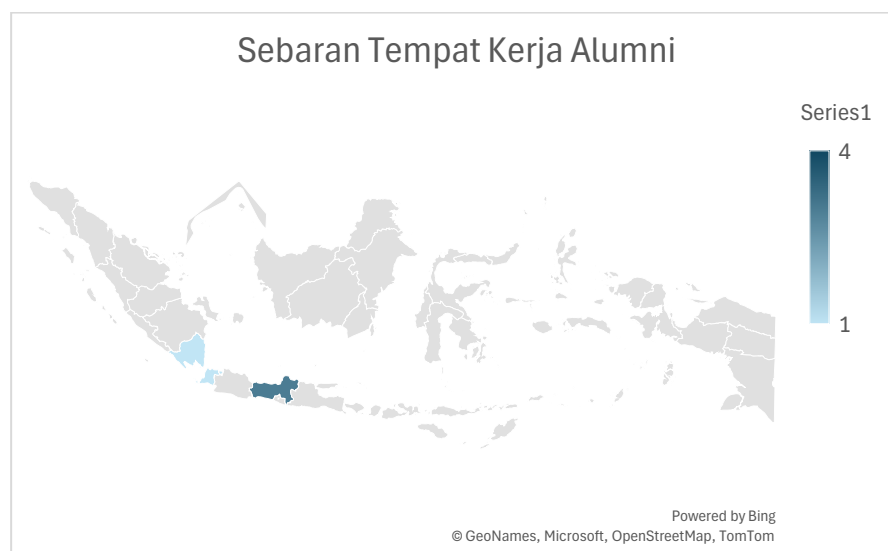 Sebaran Tempat Kerja Alumni
Series1
4
1
Powered by Bing
© GeoNames, Microsoft, OpenStreetMap, TomTom